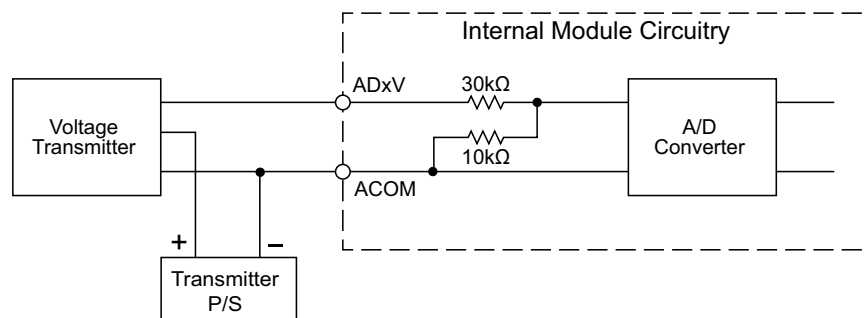 Internal Module Circuitry
ADxV
30kΩ
Voltage
Transmitter
10kΩ
A/D
Converter
ACOM
+
–
Transmitter
P/S